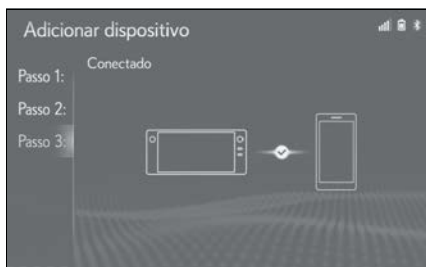 Adicionar dispositivo
Conectado
Passo 1:
Passo 2:
Passo 3: